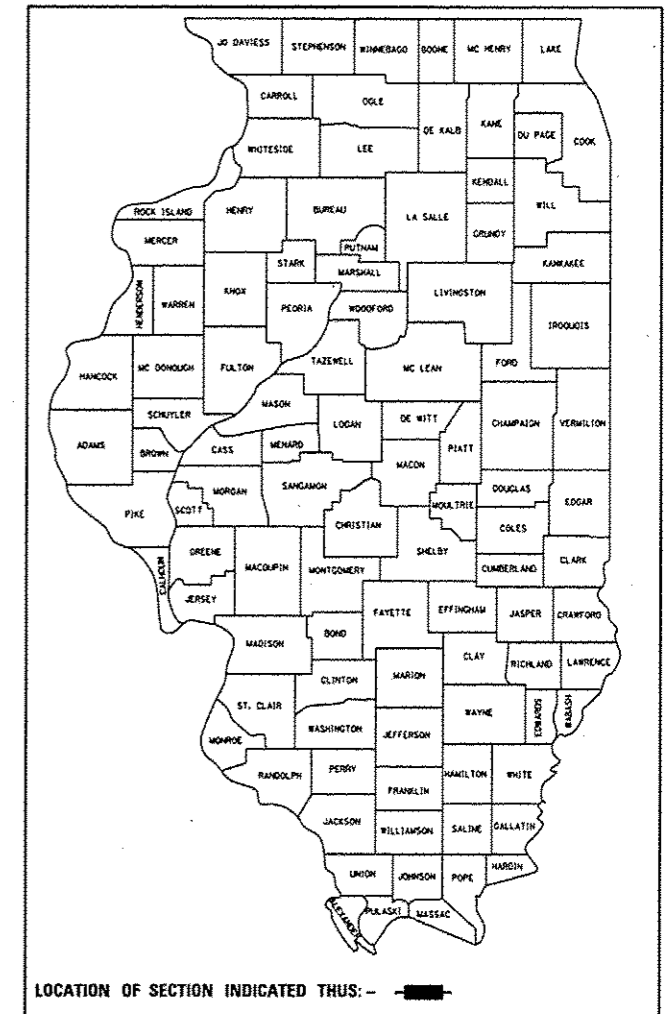 JO DAVIESS STEPHENSON WINNEBAGO BOONE MC HENRY LAKE
CARROLL OGLE DE KALB KANE DU PAGE COOK
WHITESIDE LEE
KENDALL WILL
ROCK ISLAND HENRY BUREAU LA SALLE GRUNDY
MERCER PUTNAM
STARK MARSHALL KANKAKEE
HENDERSON WARREN KNOX PEORIA WOODFORD LIVINGSTON IROQUOIS
HANCOCK MC DONOUGH FULTON TAZEWELL MC LEAN FORD
SCHUYLER MASON LOGAN DE WITT CHAMPAIGN VERMILION
ADAMS BROWN CASS MENARD PIATT
MACON
PIKE SCOTT MORGAN SANGAMON MOULTRIE DOUGLAS EDGAR
CHRISTIAN COLES
GREENE MACOUPIN MONTGOMERY SHELBY CLARK
CALHOUN CUMBERLAND
JERSEY FAYETTE EFFINGHAM JASPER CRAWFORD
MADISON BOND
CLAY RICHLAND LAWRENCE
CLINTON MARION
ST. CLAIR WAYNE EDWARDS WABASH
MONROE WASHINGTON JEFFERSON
RANDOLPH PERRY HAMILTON WHITE
FRANKLIN
JACKSON WILLIAMSON SALINE GALLATIN
UNION JOHNSON POPE HARDIN
ALEXANDER PULASKI MASSAC
LOCATION OF SECTION INDICATED THUS: -